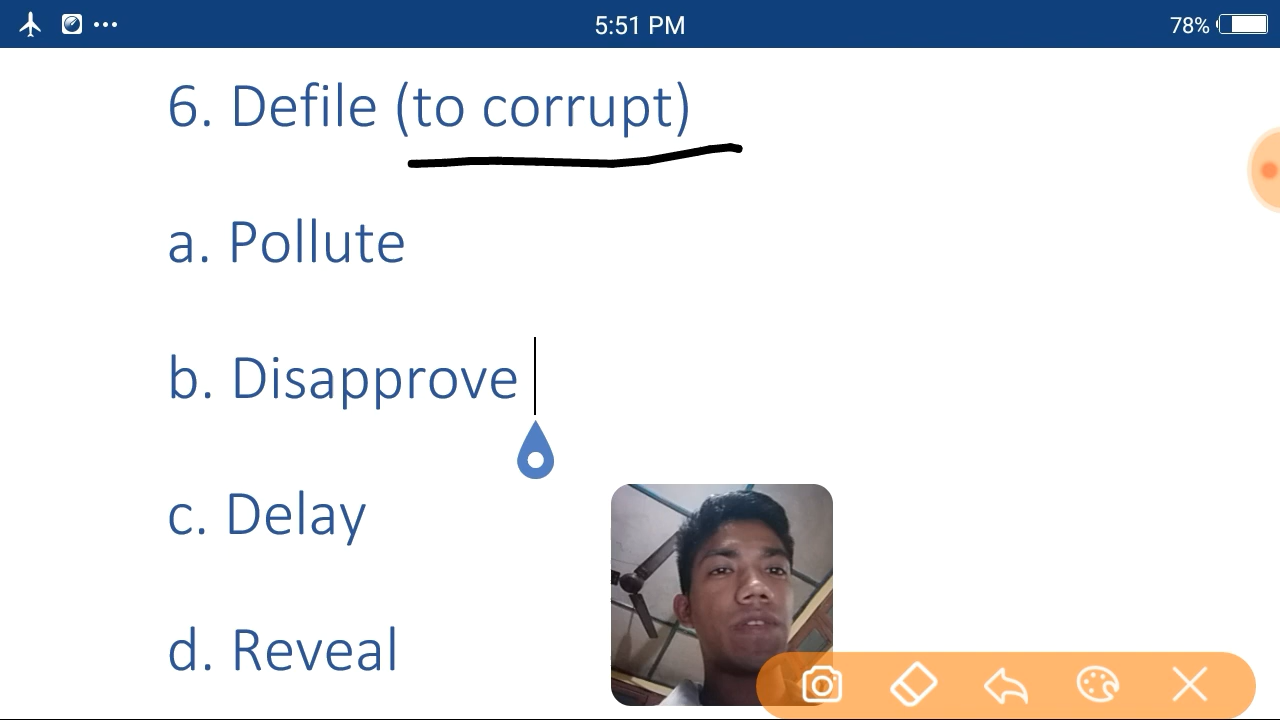 5:51 PM
78%
6. Defile (to corrupt)
a. Pollute
b. Disapprove
c. Delay
d. Reveal